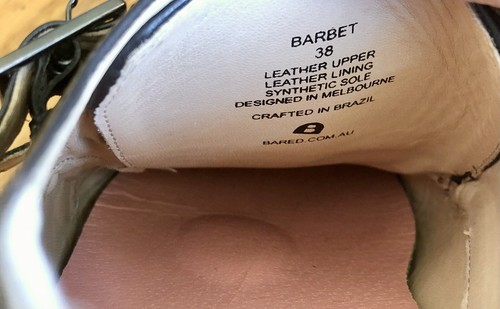 BARBET
38
LEATHER UPPER
LEATHER LINING
SYNTHETIC SOLE
DESIGNED IN MELBOURNE
CRAFTED IN BRAZIL
B
BARED.COM.AU